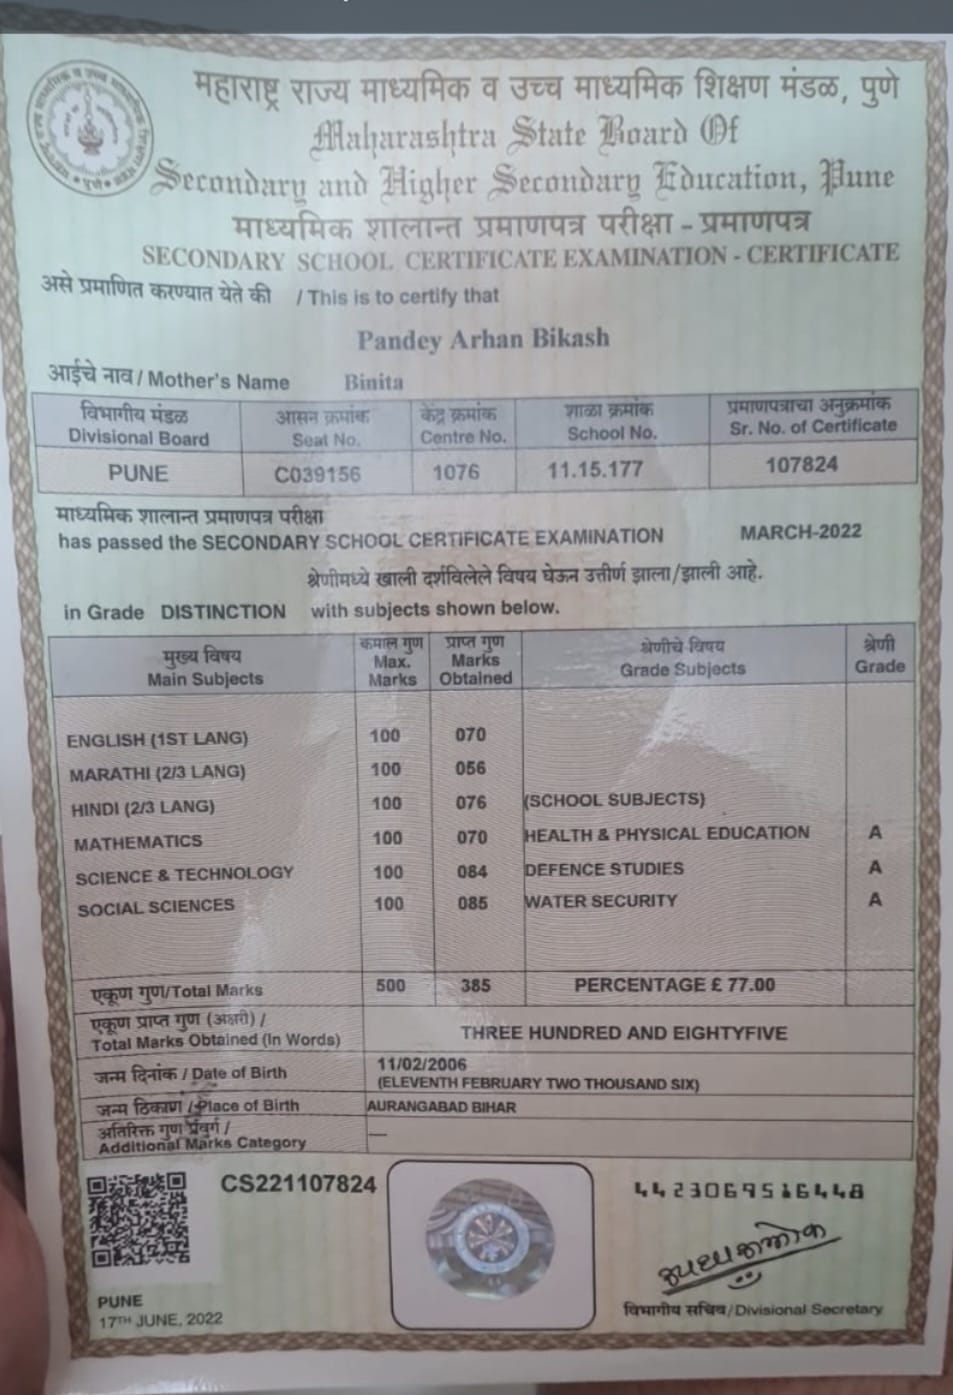 महाराष्ट्र राज्य माध्यमिक व उच्च माध्यमिक शिक्षण मंडळ, पुणे
Maharashtra State Board Of
Secondary and Higher Secondary Education, Pune
माध्यमिक शालान्त प्रमाणपत्र परीक्षा - प्रमाणपत्र
SECONDARY SCHOOL CERTIFICATE EXAMINATION - CERTIFICATE
असे प्रमाणित करण्यात येते की / This is to certify that
Pandey Arhan Bikash
आईचे नाव / Mother's Name Binita
विभागीय मंडळ आसन क्रमांक केंद्र क्रमांक शाळा क्रमांक प्रमाणपत्राचा अनुक्रमांक
Divisional Board Seat No. Centre No. School No. Sr. No. of Certificate
PUNE C039156 1076 11.15.177 107824
माध्यमिक शालान्त प्रमाणपत्र परीक्षा
has passed the SECONDARY SCHOOL CERTIFICATE EXAMINATION MARCH-2022
श्रेणीमध्ये खाली दर्शविलेले विषय घेऊन उत्तीर्ण झाला/झाली आहे.
in Grade DISTINCTION with subjects shown below.
मुख्य विषय कमाल गुण प्राप्त गुण श्रेणीचे विषय श्रेणी
Main Subjects Max. Marks Marks Obtained Grade Subjects Grade
ENGLISH (1ST LANG) 100 070
MARATHI (2/3 LANG) 100 056
HINDI (2/3 LANG) 100 076 (SCHOOL SUBJECTS)
MATHEMATICS 100 070 HEALTH & PHYSICAL EDUCATION A
SCIENCE & TECHNOLOGY 100 084 DEFENCE STUDIES A
SOCIAL SCIENCES 100 085 WATER SECURITY A
एकूण गुण/Total Marks 500 385 PERCENTAGE £ 77.00
एकूण प्राप्त गुण (अक्षरी) /
Total Marks Obtained (In Words) THREE HUNDRED AND EIGHTYFIVE
जन्म दिनांक / Date of Birth 11/02/2006
(ELEVENTH FEBRUARY TWO THOUSAND SIX)
जन्म ठिकाण / Place of Birth AURANGABAD BIHAR
अतिरिक्त गुण प्रवर्ग /
Additional Marks Category —
CS221107824
4423069516448
PUNE
17TH JUNE, 2022
विभागीय सचिव/Divisional Secretary